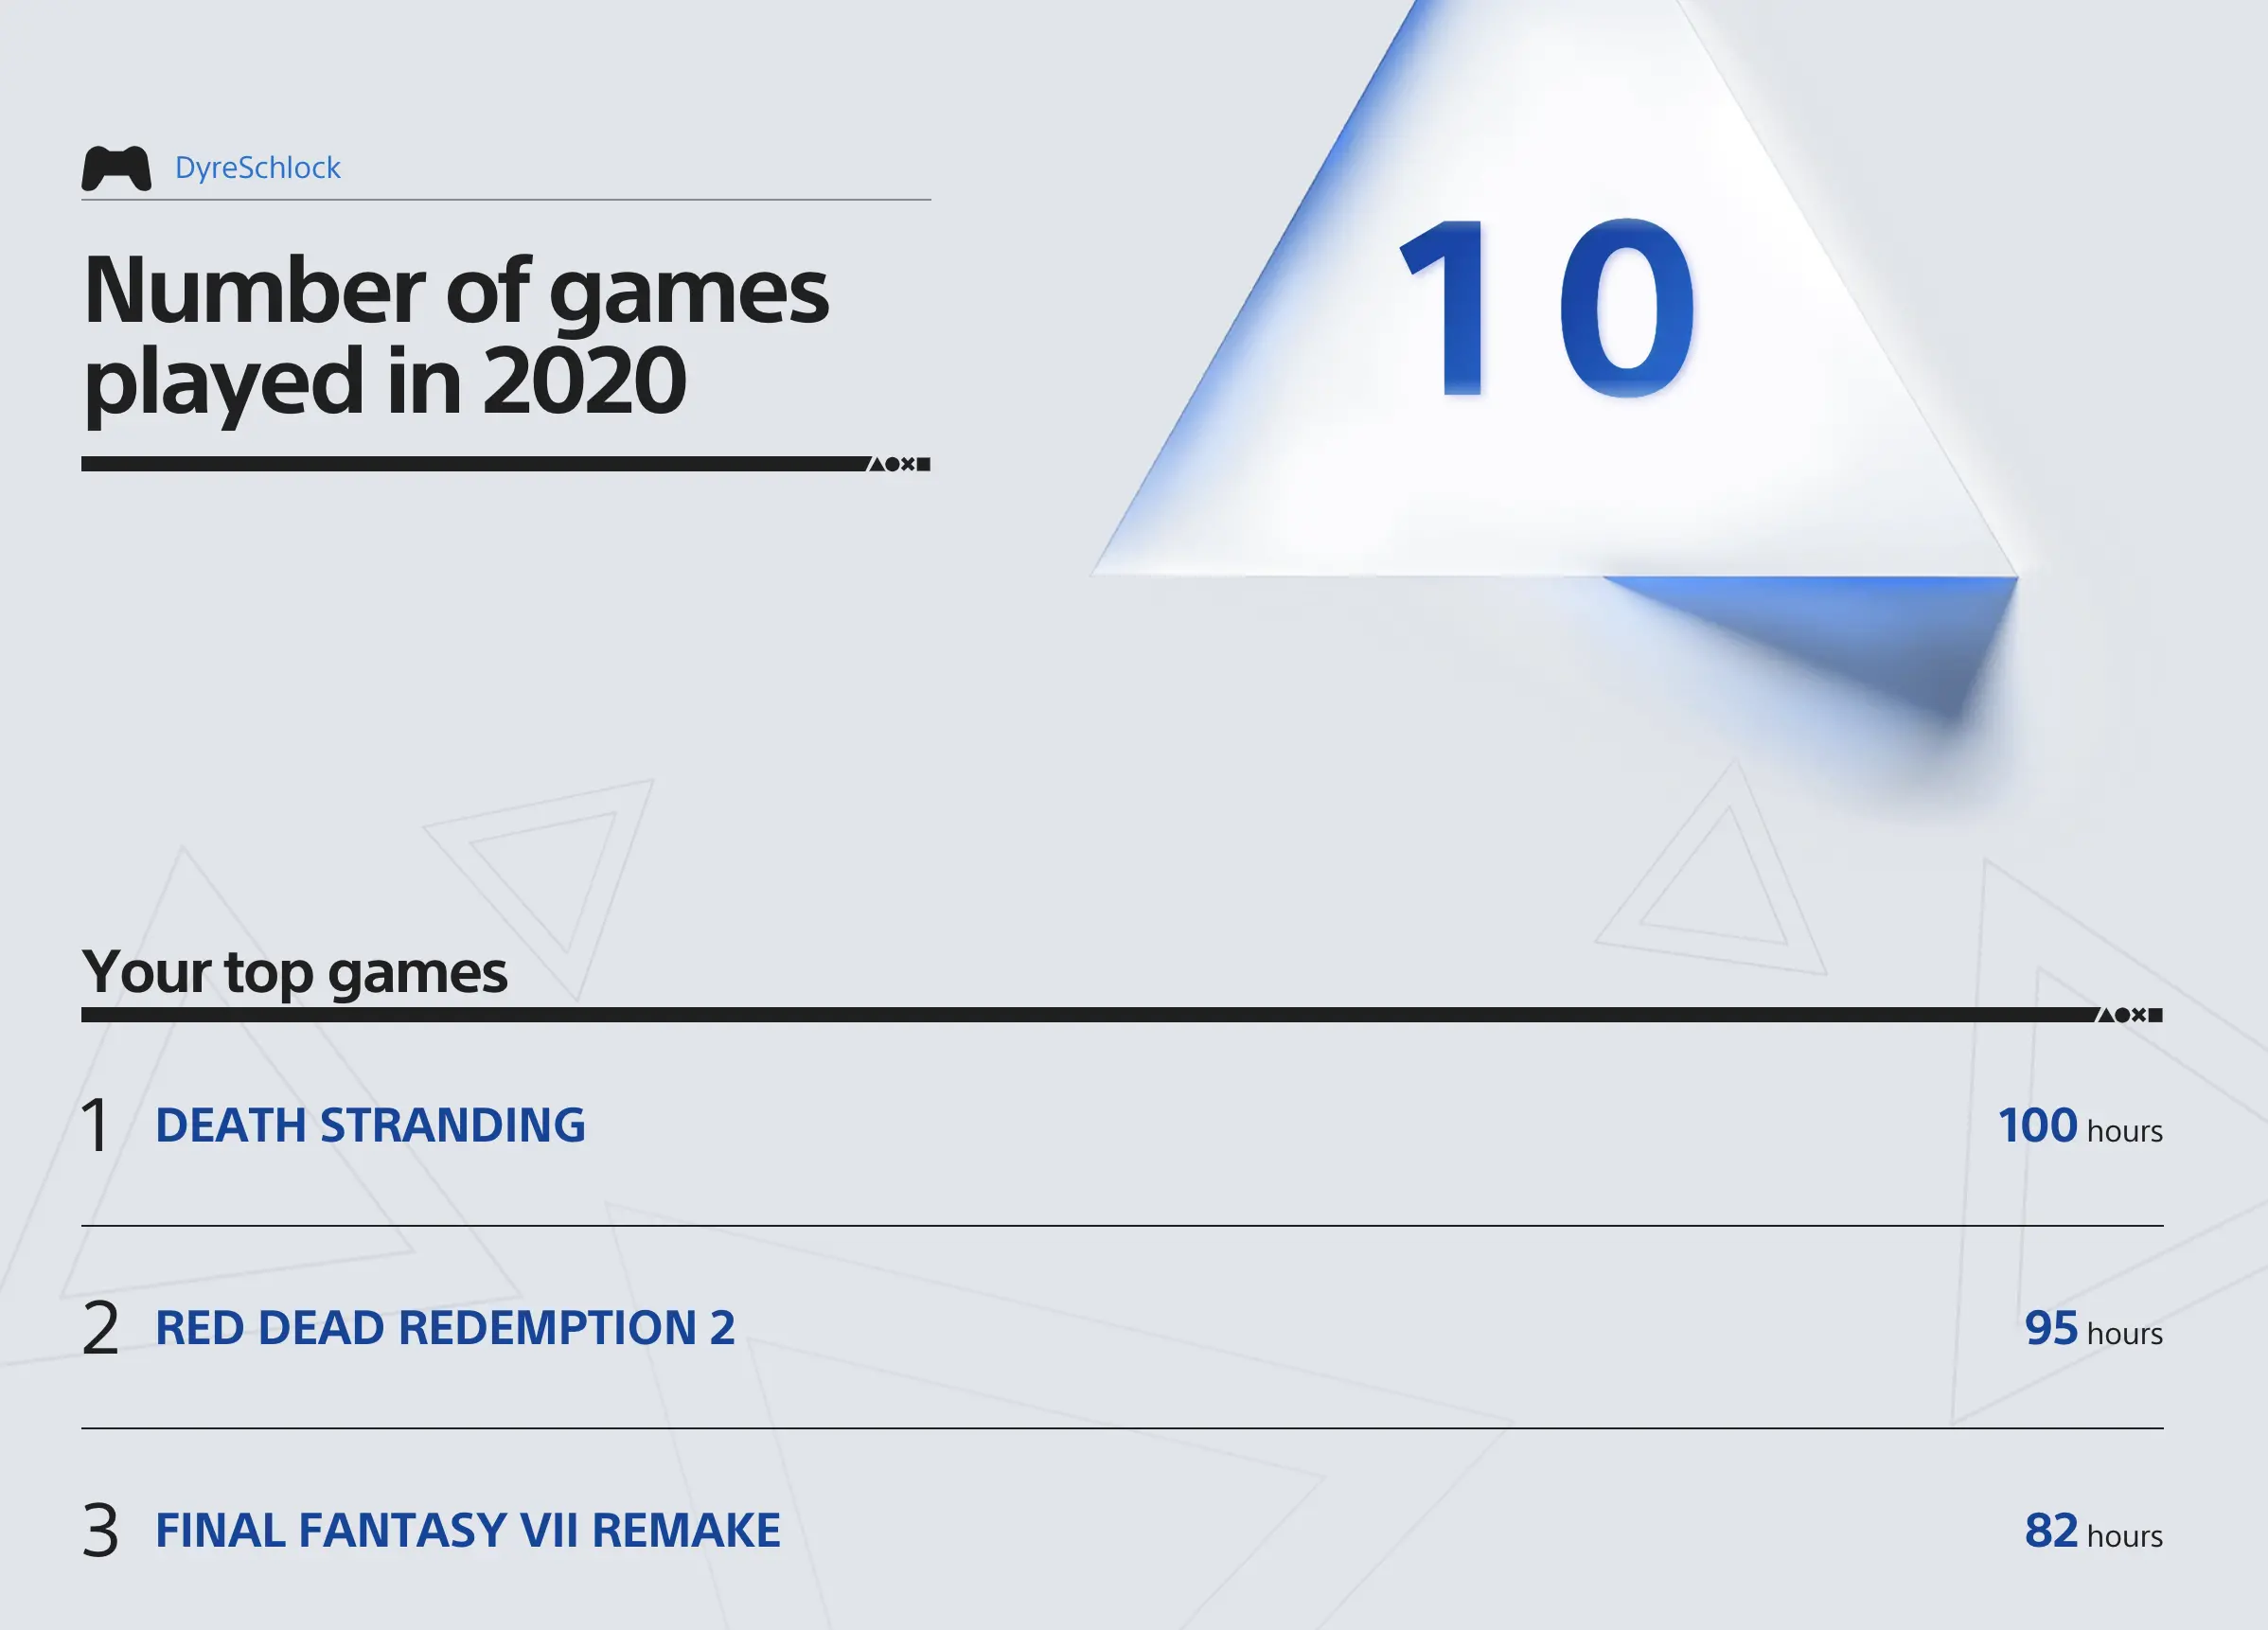 DyreSchlock
Number of games
played in 2020
10
Your top games
1 DEATH STRANDING 100 hours
2 RED DEAD REDEMPTION 2 95 hours
3 FINAL FANTASY VII REMAKE 82 hours